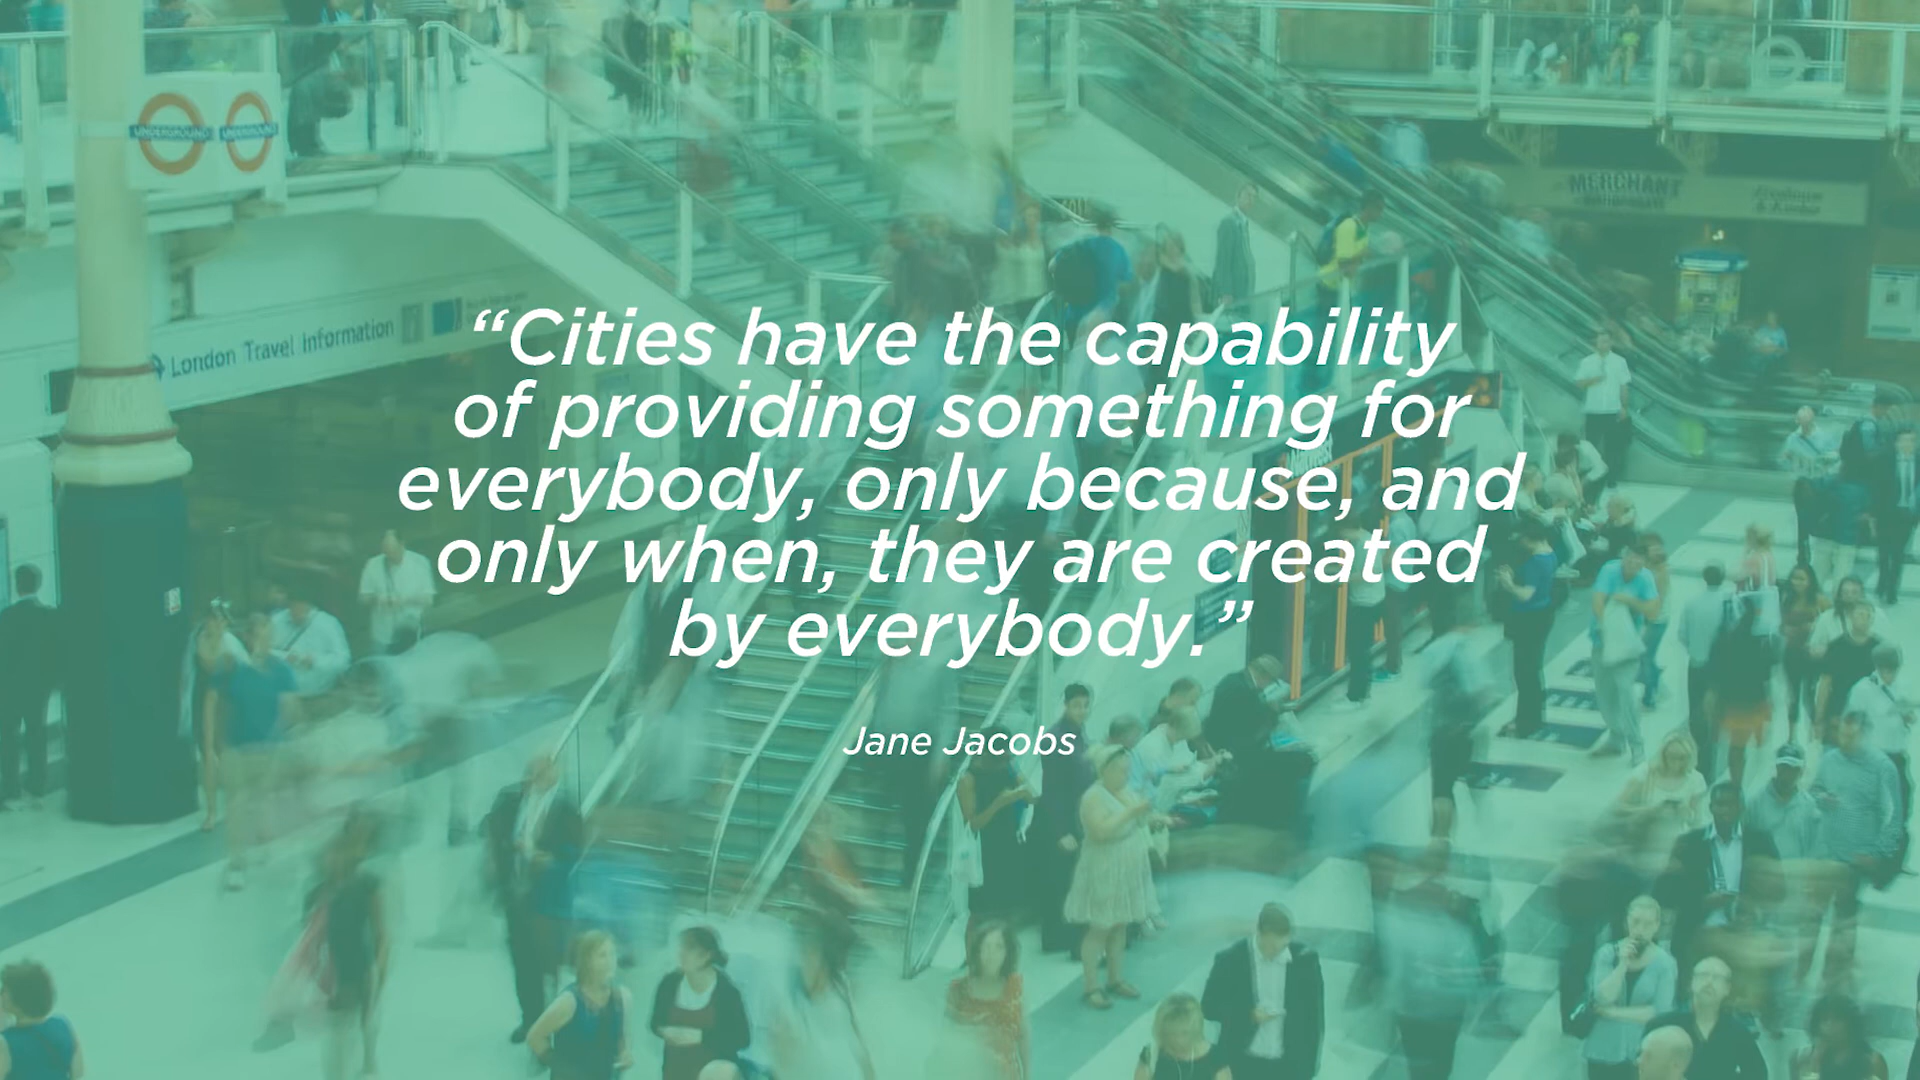 UNDERGROUND UNDERGROUND
MERCHANT
London Travel Information
“Cities have the capability
of providing something for
everybody, only because, and
only when, they are created
by everybody.”
Jane Jacobs